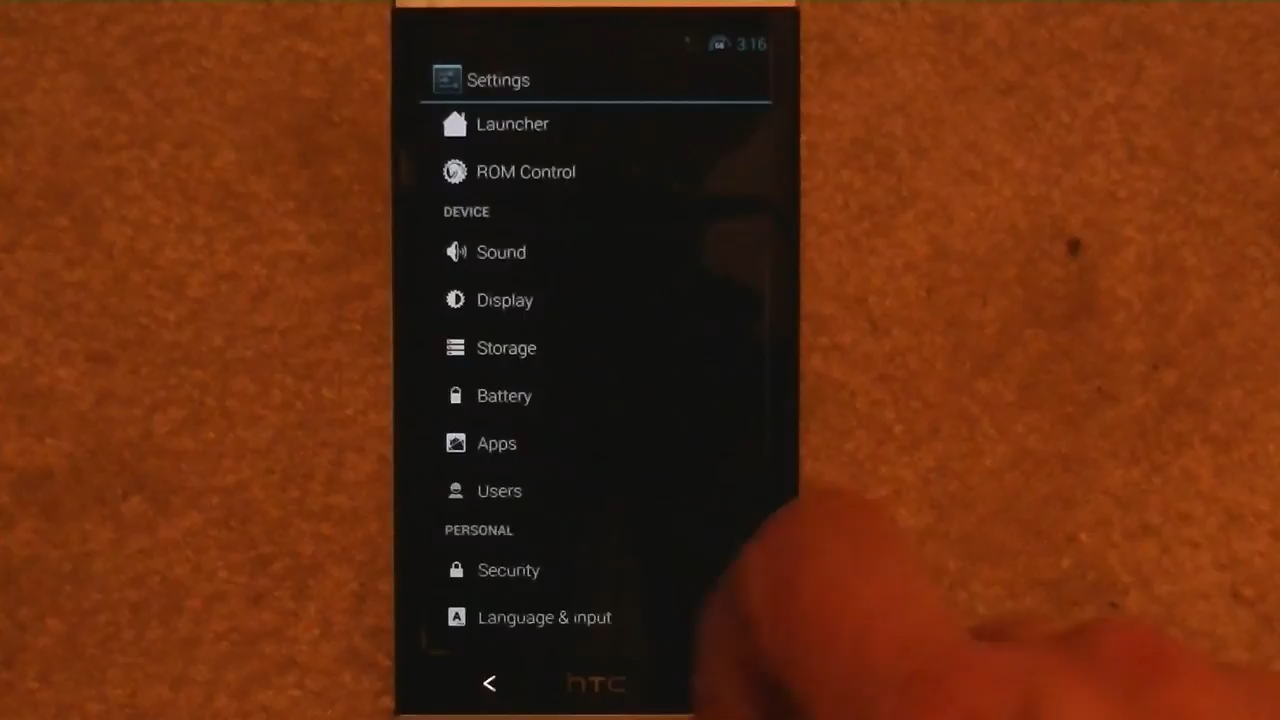 3:16
Settings
Launcher
ROM Control
DEVICE
Sound
Display
Storage
Battery
Apps
Users
PERSONAL
Security
Language & input
hTC